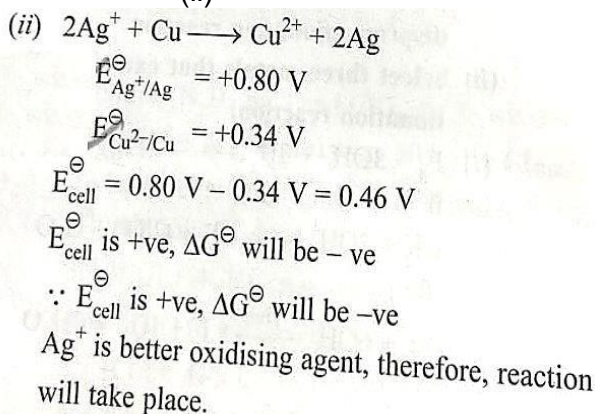 (ii) 2Ag⁺ + Cu ⟶ Cu²⁺ + 2Ag
E⊖Ag⁺/Ag = +0.80 V
E⊖Cu²⁻/Cu = +0.34 V
E⊖cell = 0.80 V – 0.34 V = 0.46 V
E⊖cell is +ve, ΔG⊖ will be – ve
∵ E⊖cell is +ve, ΔG⊖ will be –ve
Ag⁺ is better oxidising agent, therefore, reaction
will take place.